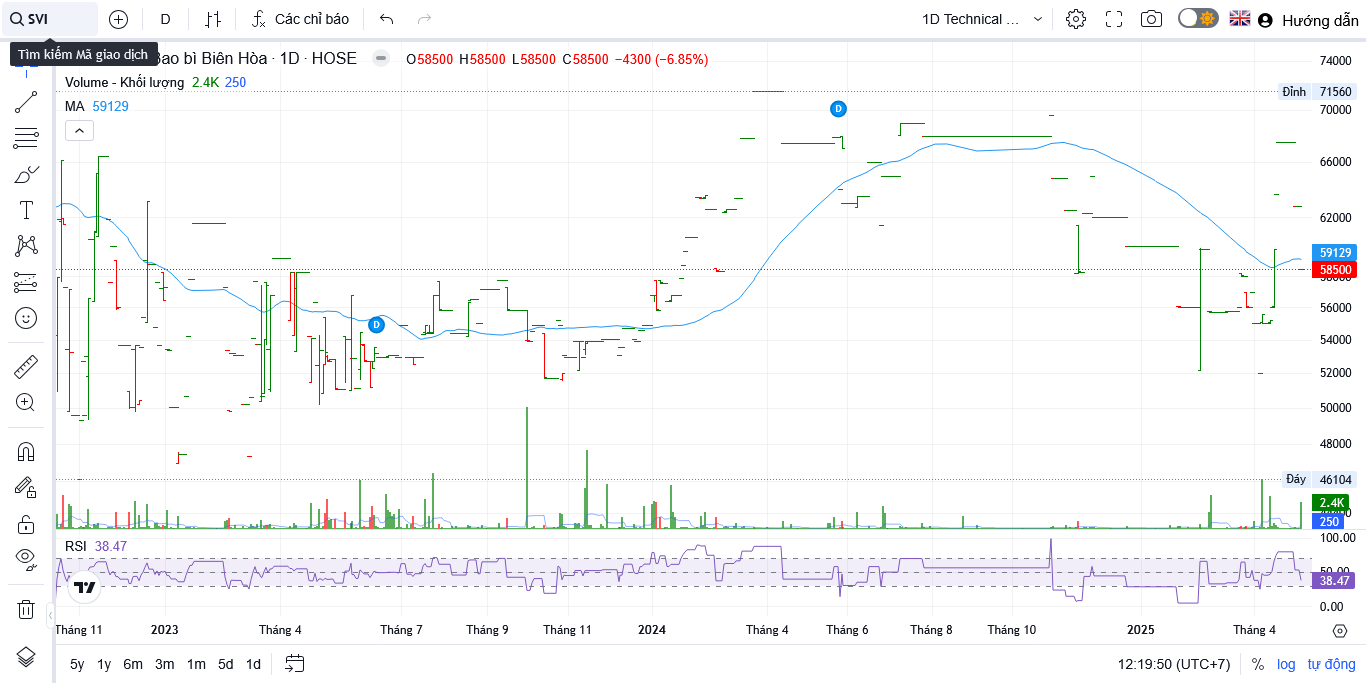 SVI
D
Các chỉ báo
1D Technical ...
Hướng dẫn
Tìm kiếm Mã giao dịch
Bao bì Biên Hòa · 1D · HOSE
O58500 H58500 L58500 C58500 −4300 (−6.85%)
Volume - Khối lượng 2.4K 250
MA 59129
74000
Đỉnh 71560
70000
66000
62000
59129
58500
58000
56000
54000
52000
50000
48000
Đáy 46104
2.4K
250
D
D
RSI 38.47
100.00
50.00
38.47
0.00
Tháng 11 2023 Tháng 4 Tháng 7 Tháng 9 Tháng 11 2024 Tháng 4 Tháng 6 Tháng 8 Tháng 10 2025 Tháng 4
5y 1y 6m 3m 1m 5d 1d
12:19:50 (UTC+7) % log tự động